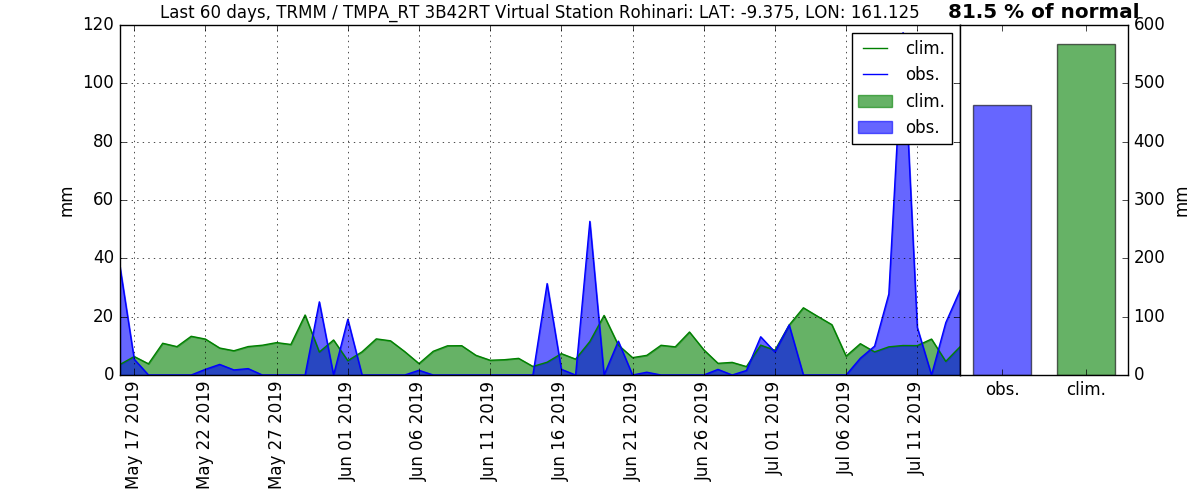 Last 60 days, TRMM / TMPA_RT 3B42RT Virtual Station Rohinari: LAT: -9.375, LON: 161.125
81.5 % of normal
120
100
80
60
40
20
0
mm
clim.
obs.
clim.
obs.
600
500
400
300
200
100
0
mm
May 17 2019
May 22 2019
May 27 2019
Jun 01 2019
Jun 06 2019
Jun 11 2019
Jun 16 2019
Jun 21 2019
Jun 26 2019
Jul 01 2019
Jul 06 2019
Jul 11 2019
obs.
clim.